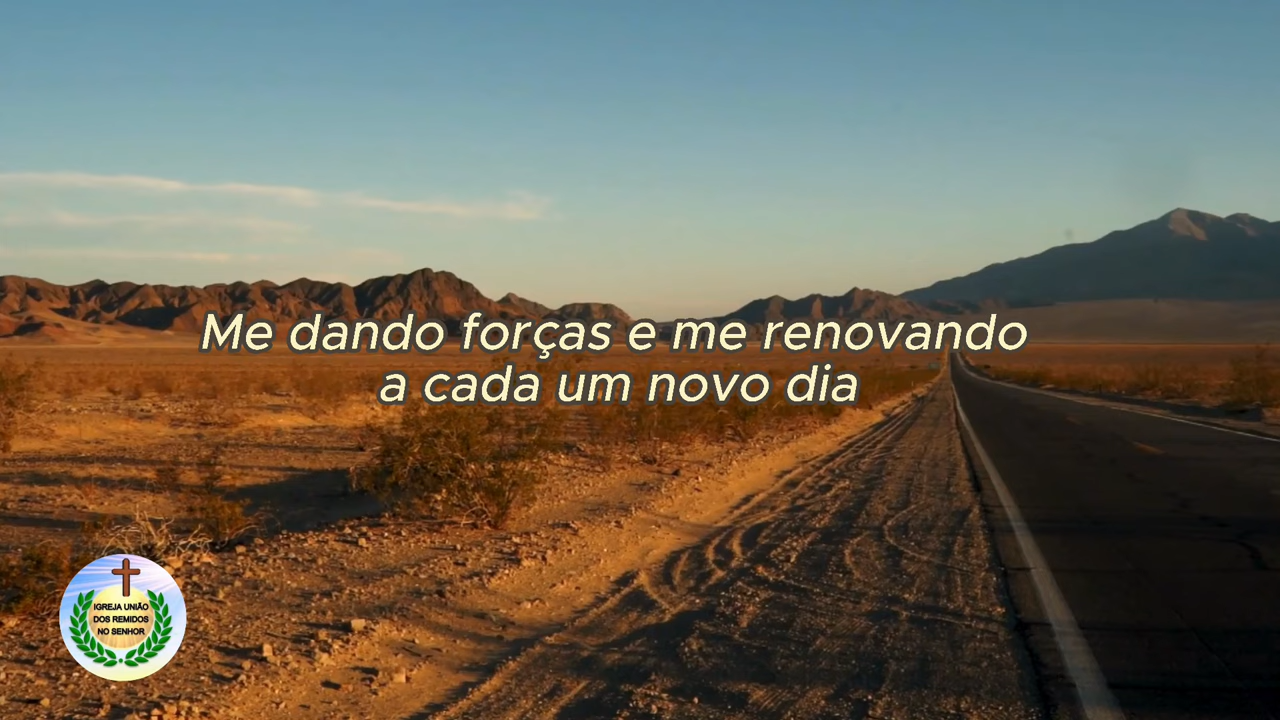 Me dando forças e me renovando
a cada um novo dia
IGREJA UNIÃO
DOS REMIDOS
NO SENHOR